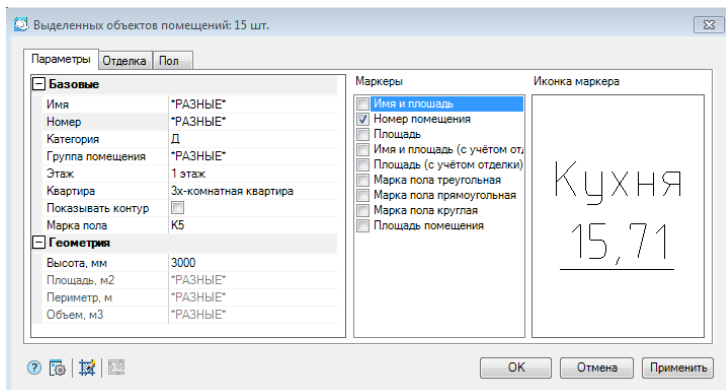 Выделенных объектов помещений: 15 шт.
Параметры Отделка Пол
Базовые
Имя *РАЗНЫЕ*
Номер *РАЗНЫЕ*
Категория Д
Группа помещения *РАЗНЫЕ*
Этаж 1 этаж
Квартира 3х-комнатная квартира
Показывать контур
Марка пола К5
Геометрия
Высота, мм 3000
Площадь, м2 *РАЗНЫЕ*
Периметр, м *РАЗНЫЕ*
Объем, м3 *РАЗНЫЕ*
Маркеры
Имя и площадь
Номер помещения
Площадь
Имя и площадь (с учётом от
Площадь (с учётом отделки)
Марка пола треугольная
Марка пола прямоугольная
Марка пола круглая
Площадь помещения
Иконка маркера
Кухня
15,71
OK Отмена Применить